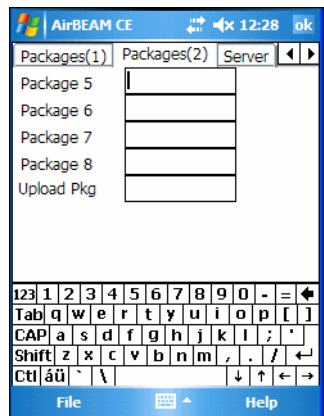 AirBEAM CE 12:28 ok
Packages(1) Packages(2) Server
Package 5
Package 6
Package 7
Package 8
Upload Pkg
123 1 2 3 4 5 6 7 8 9 0 - =
Tab q w e r t y u i o p [ ]
CAP a s d f g h j k l ; '
Shift z x c v b n m , . /
Ctl áü ` \
File Help